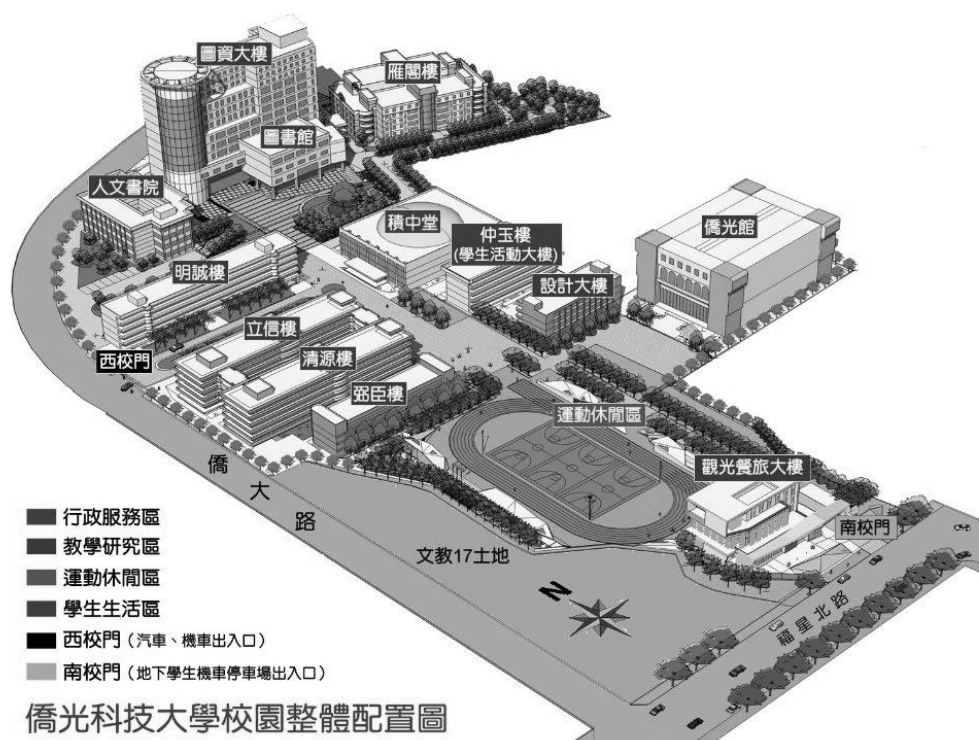 圖資大樓
雁閣樓
圖書館
人文書院
積中堂
仲玉樓
(學生活動大樓)
僑光館
明誠樓
設計大樓
立信樓
西校門
清源樓
弼臣樓
運動休閒區
觀光餐旅大樓
僑大路
南校門
文教17土地
N
福星北路
行政服務區
教學研究區
運動休閒區
學生生活區
西校門（汽車、機車出入口）
南校門（地下學生機車停車場出入口）
僑光科技大學校園整體配置圖